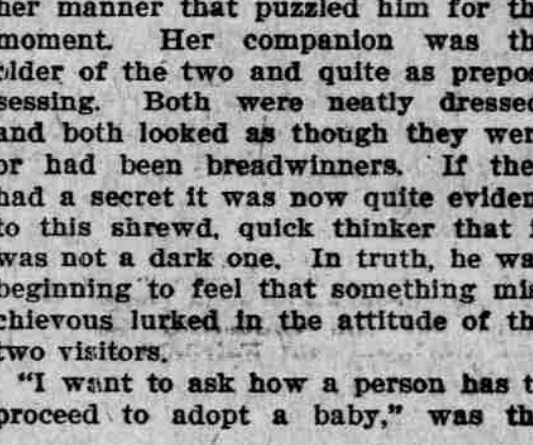 her manner that puzzled him for th
moment. Her companion was th
older of the two and quite as prepos
sessing. Both were neatly dressed
and both looked as though they wer
or had been breadwinners. If the
had a secret it was now quite eviden
to this shrewd, quick thinker that i
was not a dark one. In truth, he wa
beginning to feel that something mis
chievous lurked in the attitude of th
two visitors.
"I want to ask how a person has t
proceed to adopt a baby," was th